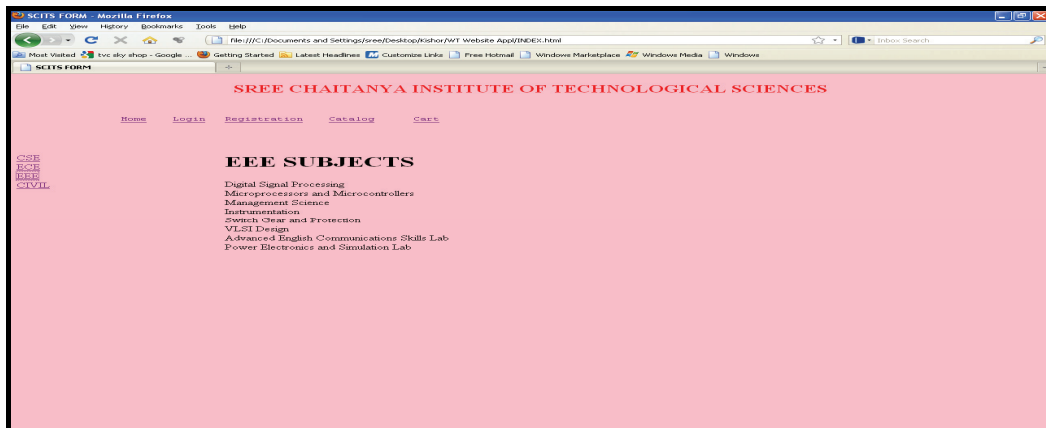 SCITS FORM - Mozilla Firefox
File Edit View History Bookmarks Tools Help
file:///C:/Documents and Settings/sree/Desktop/Kishor/WT Website Appl/INDEX.html
Inbox Search
Most Visited tvc sky shop - Google ... Getting Started Latest Headlines Customize Links Free Hotmail Windows Marketplace Windows Media Windows
SCITS FORM
SREE CHAITANYA INSTITUTE OF TECHNOLOGICAL SCIENCES
Home Login Registration Catalog Cart
CSE
ECE
EEE
CIVIL
EEE SUBJECTS
Digital Signal Processing
Microprocessors and Microcontrollers
Management Science
Instrumentation
Switch Gear and Protection
VLSI Design
Advanced English Communications Skills Lab
Power Electronics and Simulation Lab